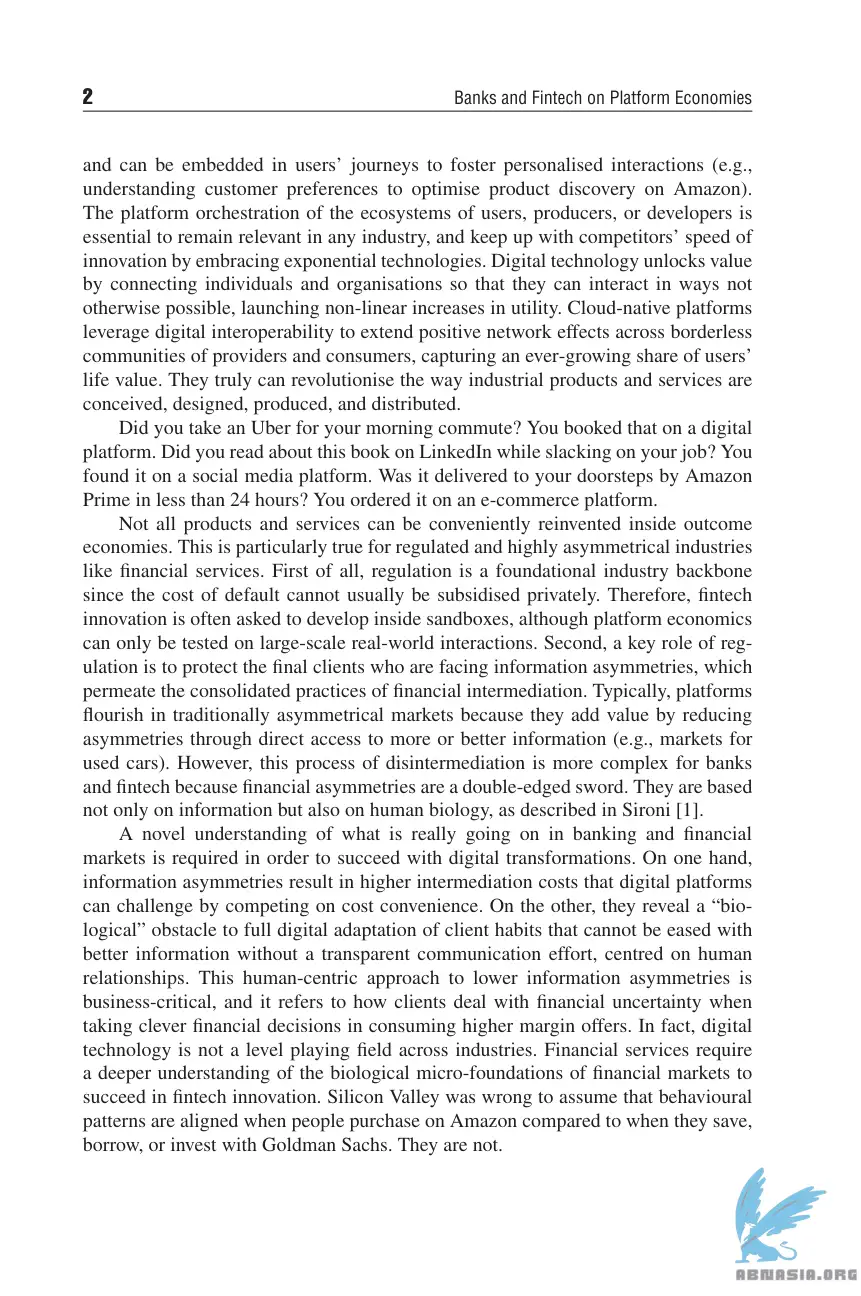 2
Banks and Fintech on Platform Economies
and can be embedded in users’ journeys to foster personalised interactions (e.g.,
understanding customer preferences to optimise product discovery on Amazon).
The platform orchestration of the ecosystems of users, producers, or developers is
essential to remain relevant in any industry, and keep up with competitors’ speed of
innovation by embracing exponential technologies. Digital technology unlocks value
by connecting individuals and organisations so that they can interact in ways not
otherwise possible, launching non-linear increases in utility. Cloud-native platforms
leverage digital interoperability to extend positive network effects across borderless
communities of providers and consumers, capturing an ever-growing share of users’
life value. They truly can revolutionise the way industrial products and services are
conceived, designed, produced, and distributed.
Did you take an Uber for your morning commute? You booked that on a digital
platform. Did you read about this book on LinkedIn while slacking on your job? You
found it on a social media platform. Was it delivered to your doorsteps by Amazon
Prime in less than 24 hours? You ordered it on an e-commerce platform.
Not all products and services can be conveniently reinvented inside outcome
economies. This is particularly true for regulated and highly asymmetrical industries
like financial services. First of all, regulation is a foundational industry backbone
since the cost of default cannot usually be subsidised privately. Therefore, fintech
innovation is often asked to develop inside sandboxes, although platform economics
can only be tested on large-scale real-world interactions. Second, a key role of reg-
ulation is to protect the final clients who are facing information asymmetries, which
permeate the consolidated practices of financial intermediation. Typically, platforms
flourish in traditionally asymmetrical markets because they add value by reducing
asymmetries through direct access to more or better information (e.g., markets for
used cars). However, this process of disintermediation is more complex for banks
and fintech because financial asymmetries are a double-edged sword. They are based
not only on information but also on human biology, as described in Sironi [1].
A novel understanding of what is really going on in banking and financial
markets is required in order to succeed with digital transformations. On one hand,
information asymmetries result in higher intermediation costs that digital platforms
can challenge by competing on cost convenience. On the other, they reveal a “bio-
logical” obstacle to full digital adaptation of client habits that cannot be eased with
better information without a transparent communication effort, centred on human
relationships. This human-centric approach to lower information asymmetries is
business-critical, and it refers to how clients deal with financial uncertainty when
taking clever financial decisions in consuming higher margin offers. In fact, digital
technology is not a level playing field across industries. Financial services require
a deeper understanding of the biological micro-foundations of financial markets to
succeed in fintech innovation. Silicon Valley was wrong to assume that behavioural
patterns are aligned when people purchase on Amazon compared to when they save,
borrow, or invest with Goldman Sachs. They are not.
ABNASIA.ORG